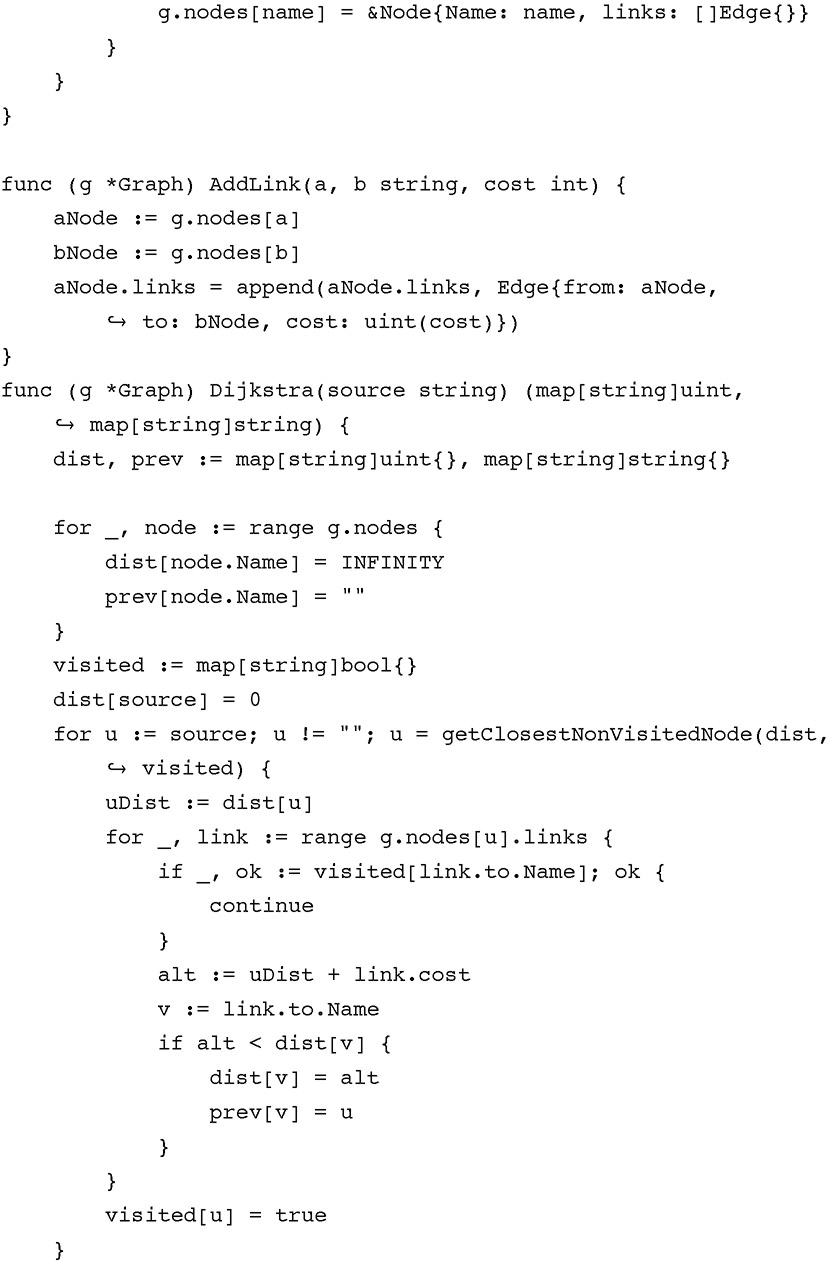 g.nodes[name] = &Node{Name: name, links: []Edge{}}
        }
    }
}

func (g *Graph) AddLink(a, b string, cost int) {
    aNode := g.nodes[a]
    bNode := g.nodes[b]
    aNode.links = append(aNode.links, Edge{from: aNode,
        ↪ to: bNode, cost: uint(cost)})
}
func (g *Graph) Dijkstra(source string) (map[string]uint,
    ↪ map[string]string) {
    dist, prev := map[string]uint{}, map[string]string{}

    for _, node := range g.nodes {
        dist[node.Name] = INFINITY
        prev[node.Name] = ""
    }
    visited := map[string]bool{}
    dist[source] = 0
    for u := source; u != ""; u = getClosestNonVisitedNode(dist,
        ↪ visited) {
        uDist := dist[u]
        for _, link := range g.nodes[u].links {
            if _, ok := visited[link.to.Name]; ok {
                continue
            }
            alt := uDist + link.cost
            v := link.to.Name
            if alt < dist[v] {
                dist[v] = alt
                prev[v] = u
            }
        }
        visited[u] = true
    }